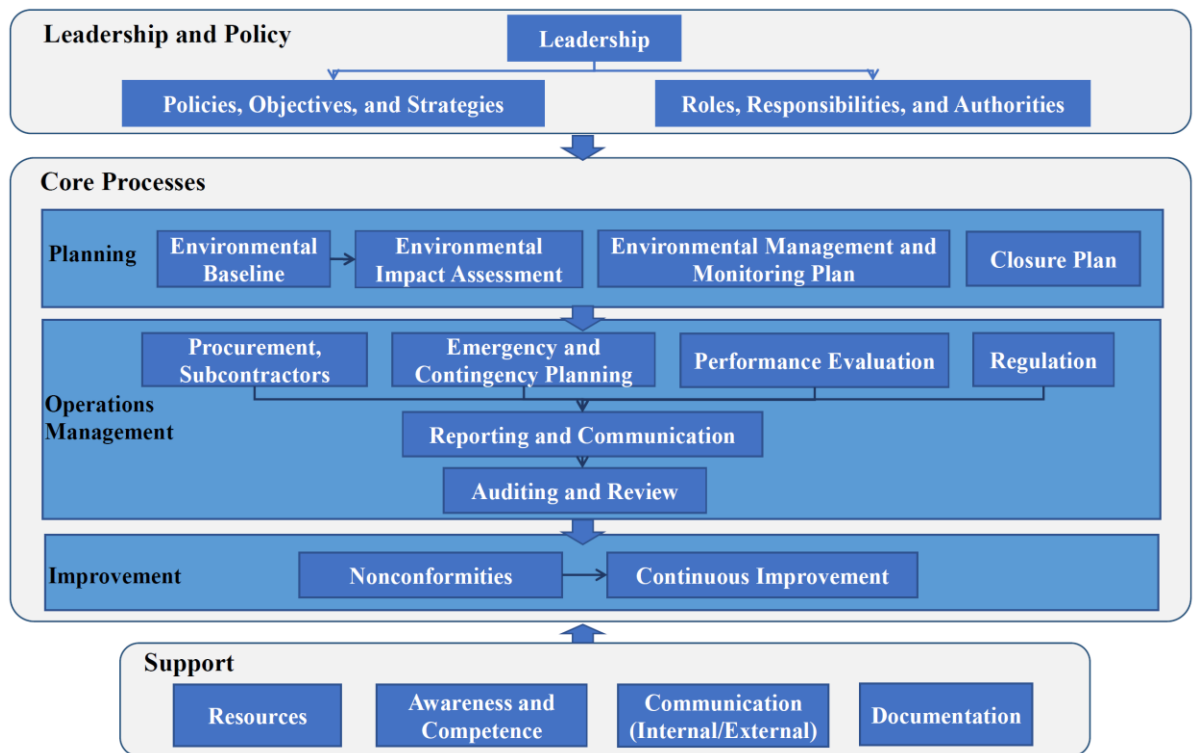 Leadership and Policy
Leadership
Policies, Objectives, and Strategies
Roles, Responsibilities, and Authorities
Core Processes
Planning
Environmental
Baseline
Environmental
Impact Assessment
Environmental Management and
Monitoring Plan
Closure Plan
Operations
Management
Procurement,
Subcontractors
Emergency and
Contingency Planning
Performance Evaluation
Regulation
Reporting and Communication
Auditing and Review
Improvement
Nonconformities
Continuous Improvement
Support
Resources
Awareness and
Competence
Communication
(Internal/External)
Documentation